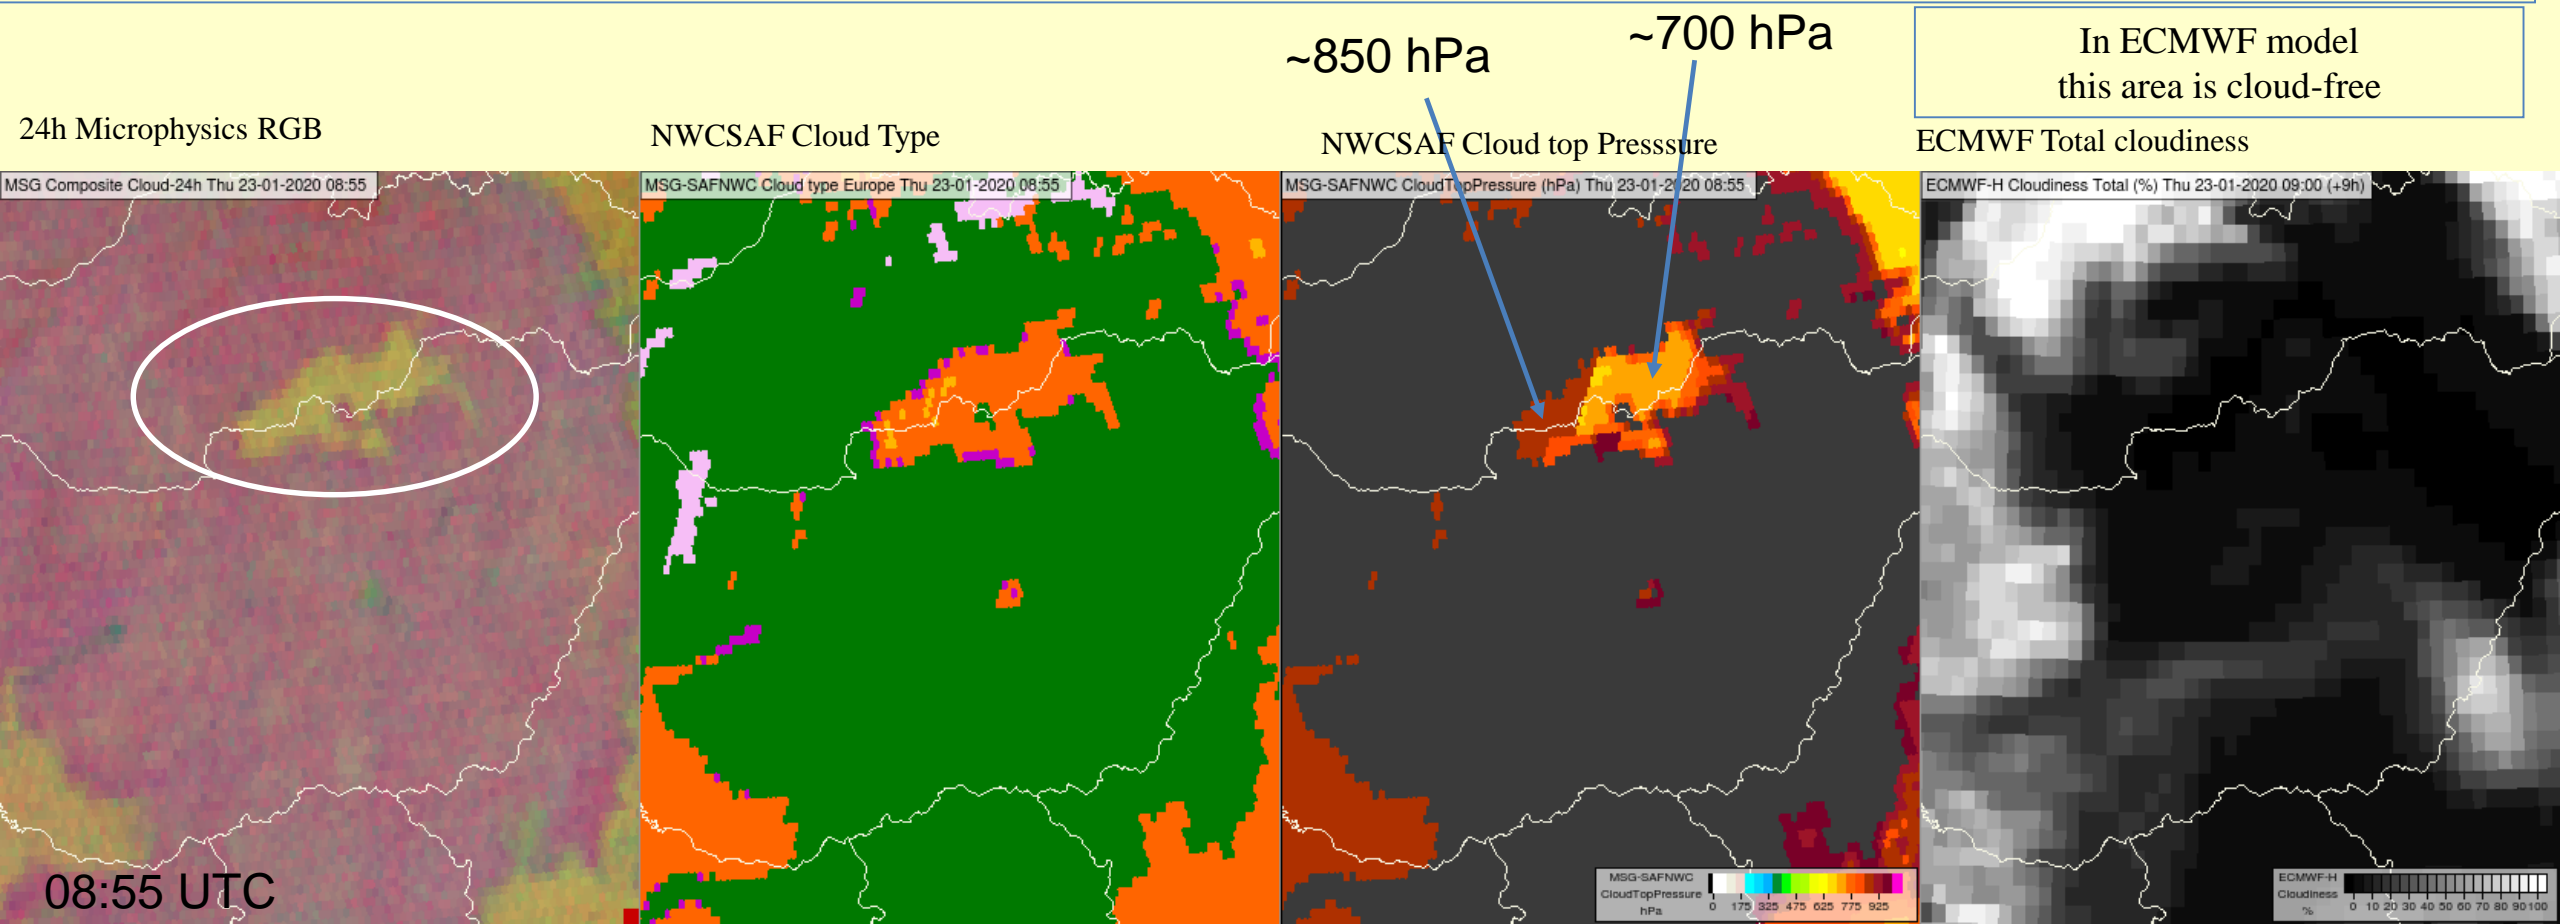 ~850 hPa
~700 hPa
In ECMWF model
this area is cloud-free
24h Microphysics RGB
NWCSAF Cloud Type
NWCSAF Cloud top Presssure
ECMWF Total cloudiness
MSG Composite Cloud-24h Thu 23-01-2020 08:55
MSG-SAFNWC Cloud type Europe Thu 23-01-2020 08:55
MSG-SAFNWC CloudTopPressure (hPa) Thu 23-01-2020 08:55
ECMWF-H Cloudiness Total (%) Thu 23-01-2020 09:00 (+9h)
08:55 UTC
MSG-SAFNWC
CloudTopPressure
hPa
0 175 325 475 625 775 925
ECMWF-H
Cloudiness
%
0 10 20 30 40 50 60 70 80 90 100